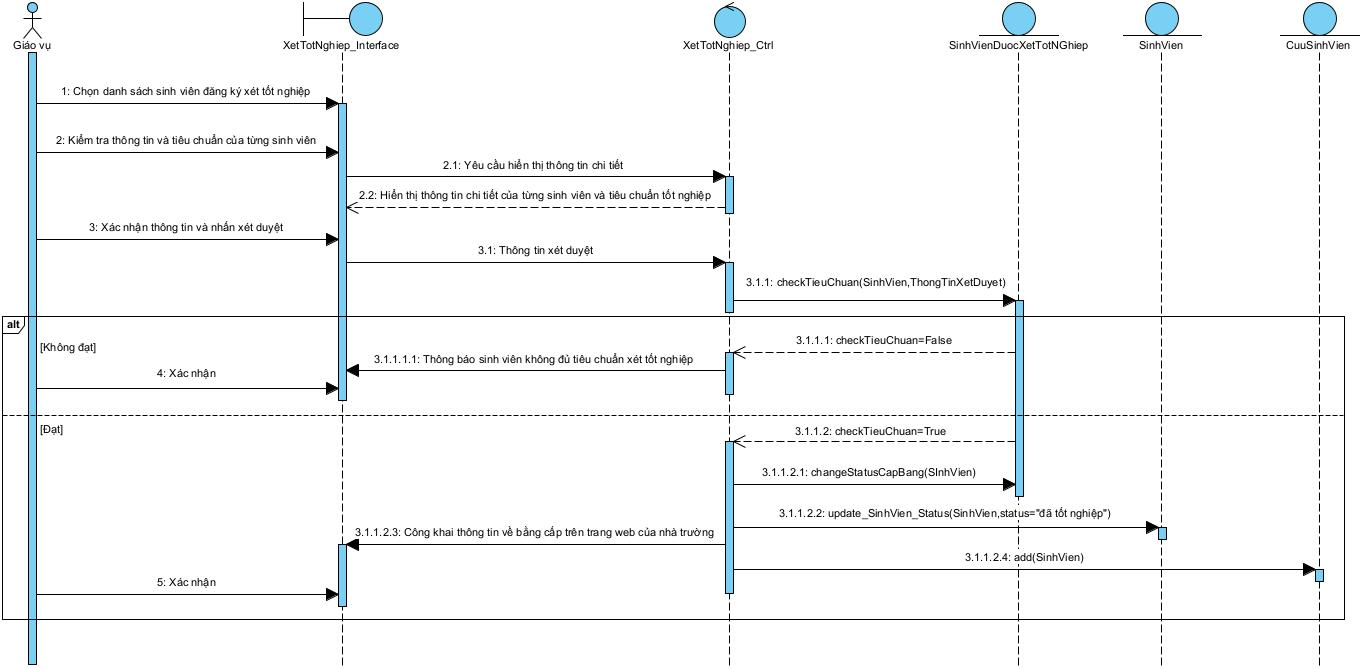 Giáo vụ
XetTotNghiep_Interface
XetTotNghiep_Ctrl
SinhVienDuocXetTotNGhiep
SinhVien
CuuSinhVien
1: Chọn danh sách sinh viên đăng ký xét tốt nghiệp
2: Kiểm tra thông tin và tiêu chuẩn của từng sinh viên
2.1: Yêu cầu hiển thị thông tin chi tiết
2.2: Hiển thị thông tin chi tiết của từng sinh viên và tiêu chuẩn tốt nghiệp
3: Xác nhận thông tin và nhấn xét duyệt
3.1: Thông tin xét duyệt
3.1.1: checkTieuChuan(SinhVien,ThongTinXetDuyet)
alt
[Không đạt]
3.1.1.1: checkTieuChuan=False
3.1.1.1.1: Thông báo sinh viên không đủ tiêu chuẩn xét tốt nghiệp
4: Xác nhận
[Đạt]
3.1.1.2: checkTieuChuan=True
3.1.1.2.1: changeStatusCapBang(SInhVien)
3.1.1.2.2: update_SinhVien_Status(SinhVien,status="đã tốt nghiệp")
3.1.1.2.3: Công khai thông tin về bằng cấp trên trang web của nhà trường
3.1.1.2.4: add(SinhVien)
5: Xác nhận